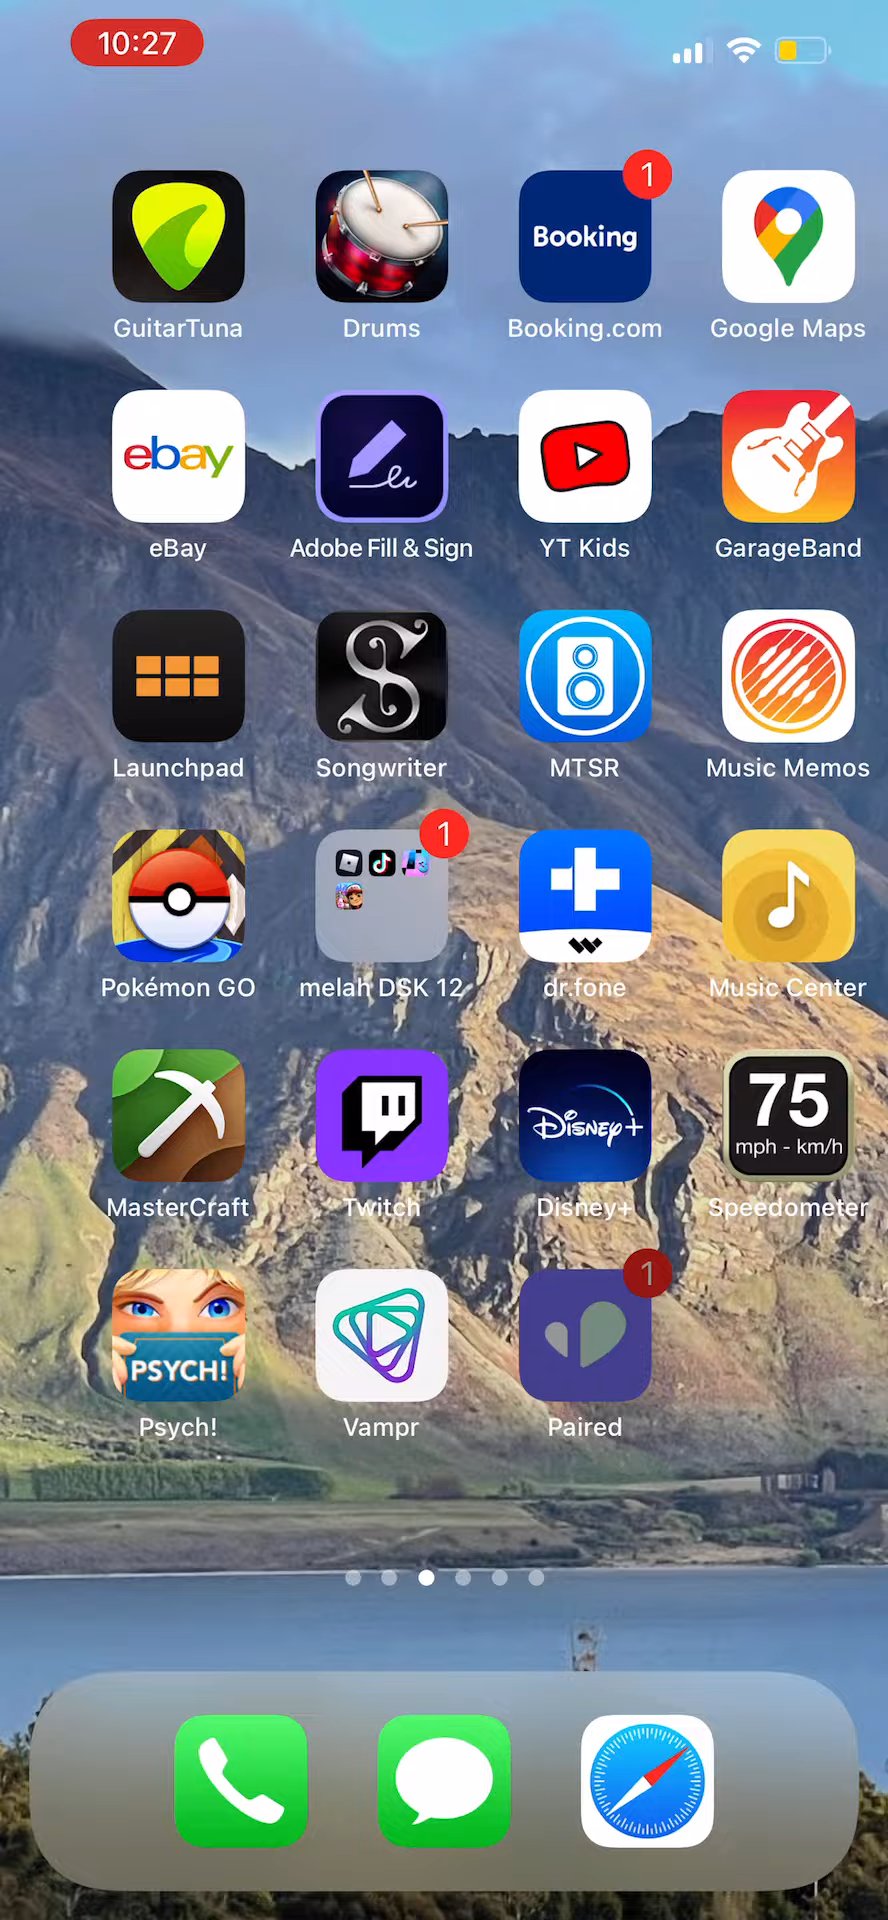 10:27
1
Booking
GuitarTuna Drums Booking.com Google Maps
ebay
eBay Adobe Fill & Sign YT Kids GarageBand
S
Launchpad Songwriter MTSR Music Memos
1
Pokémon GO melah DSK 12 dr.fone Music Center
Disney+
75
mph - km/h
MasterCraft Twitch Disney+ Speedometer
1
PSYCH!
Psych! Vampr Paired